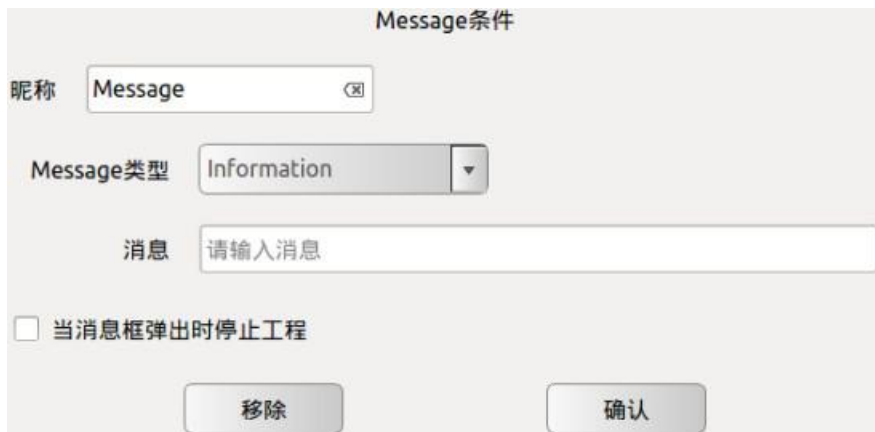 Message条件
昵称 Message
Message类型 Information
消息 请输入消息
当消息框弹出时停止工程
移除 确认